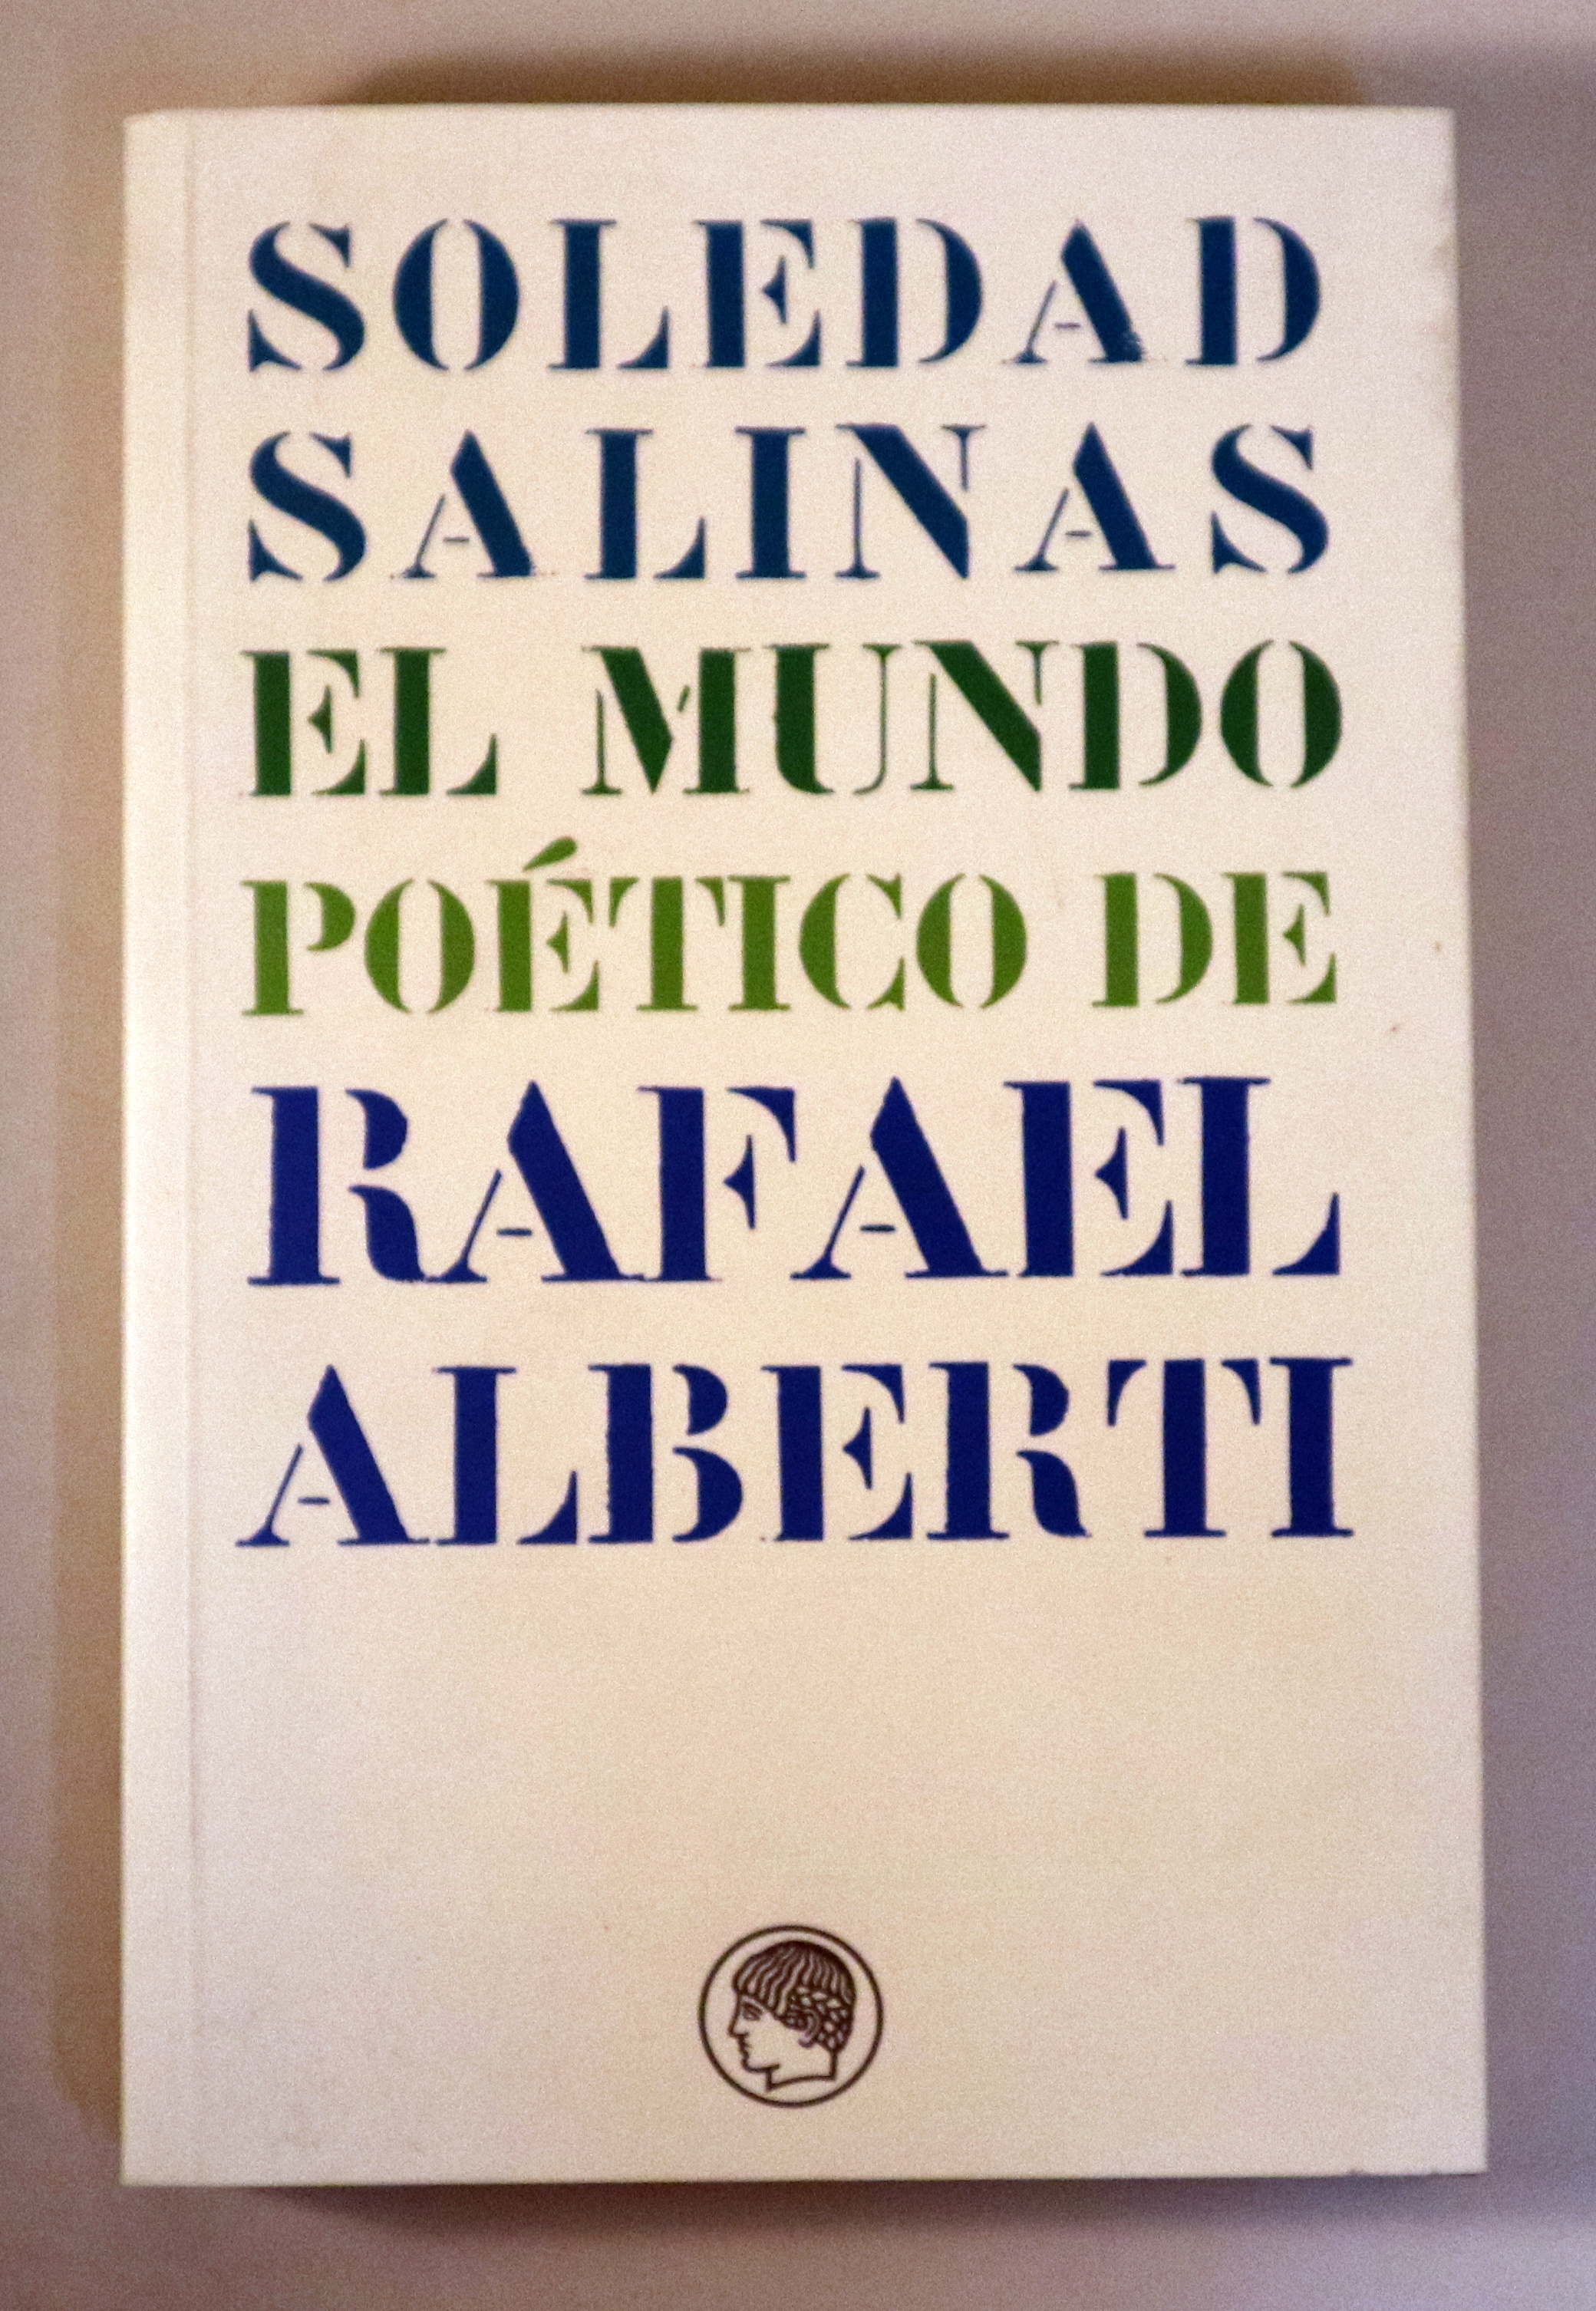 SOLEDAD
SALINAS
EL MUNDO
POÉTICO DE
RAFAEL
ALBERTI